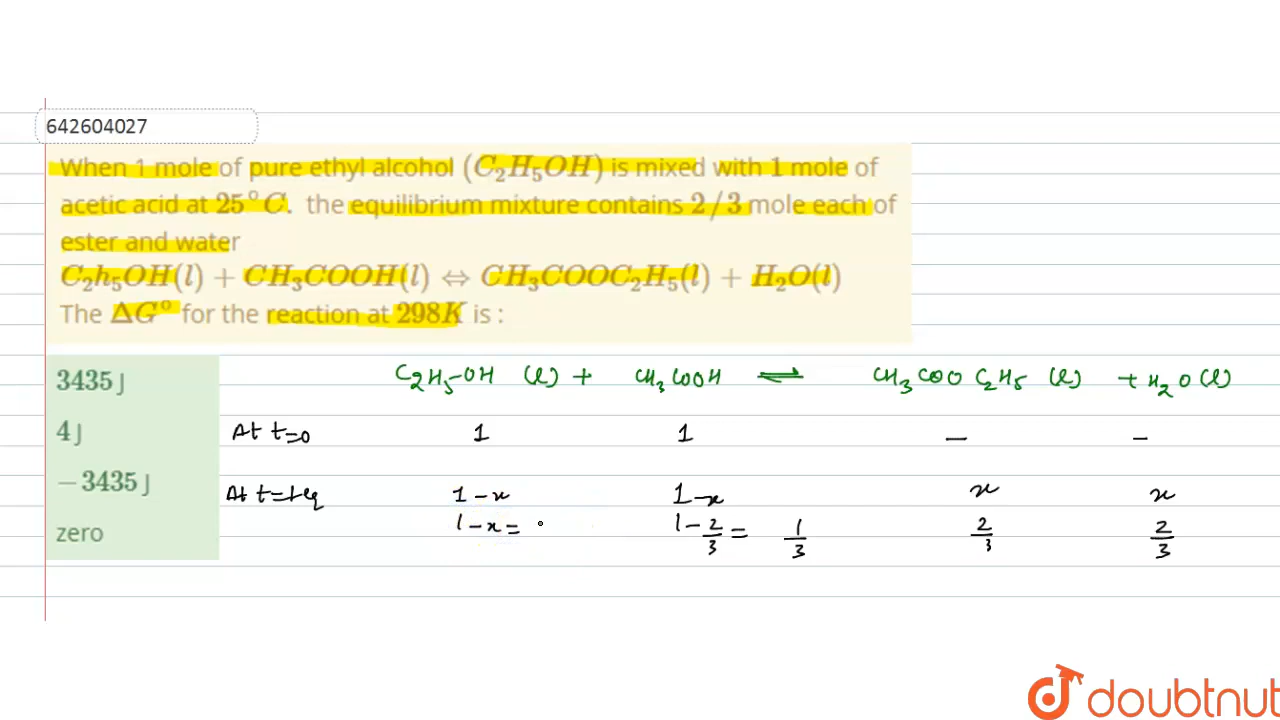 642604027
When 1 mole of pure ethyl alcohol (C₂H₅OH) is mixed with 1 mole of
acetic acid at 25°C. the equilibrium mixture contains 2/3 mole each of
ester and water
C₂h₅OH(l) + CH₃COOH(l) ⇔ CH₃COOC₂H₅(l) + H₂O(l)
The ΔG° for the reaction at 298K is :
3435 J
4 J
−3435 J
zero
C₂H₅-OH (l) + CH₃COOH ⇌ CH₃COO C₂H₅ (l) + H₂O(l)
At t=0 1 1 — –
At t=teq 1-x 1-x x x
1-x = 1-2/3 = 1/3 2/3 2/3
doubtnut